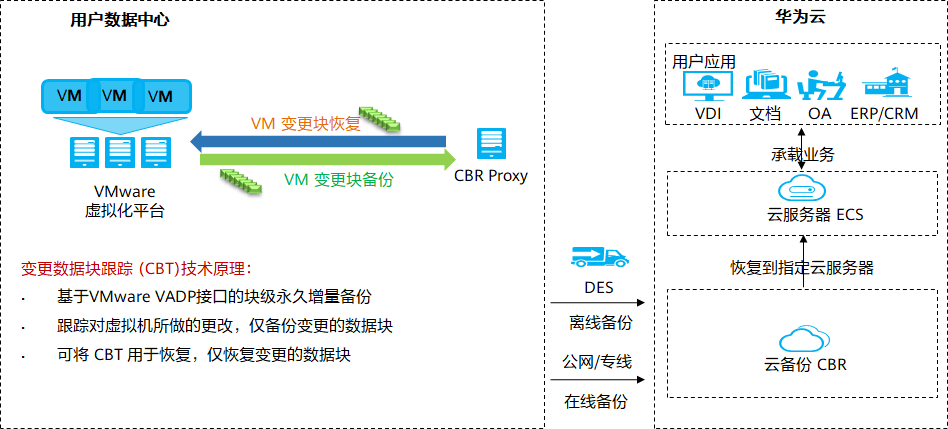 用户数据中心
VM
VM
VM
VM 变更块恢复
VM 变更块备份
CBR Proxy
VMware
虚拟化平台
变更数据块跟踪 (CBT)技术原理：
· 基于VMware VADP接口的块级永久增量备份
· 跟踪对虚拟机所做的更改，仅备份变更的数据块
· 可将 CBT 用于恢复，仅恢复变更的数据块
DES
离线备份
公网/专线
在线备份
华为云
用户应用
VDI
文档
OA
ERP/CRM
承载业务
云服务器 ECS
恢复到指定云服务器
云备份 CBR